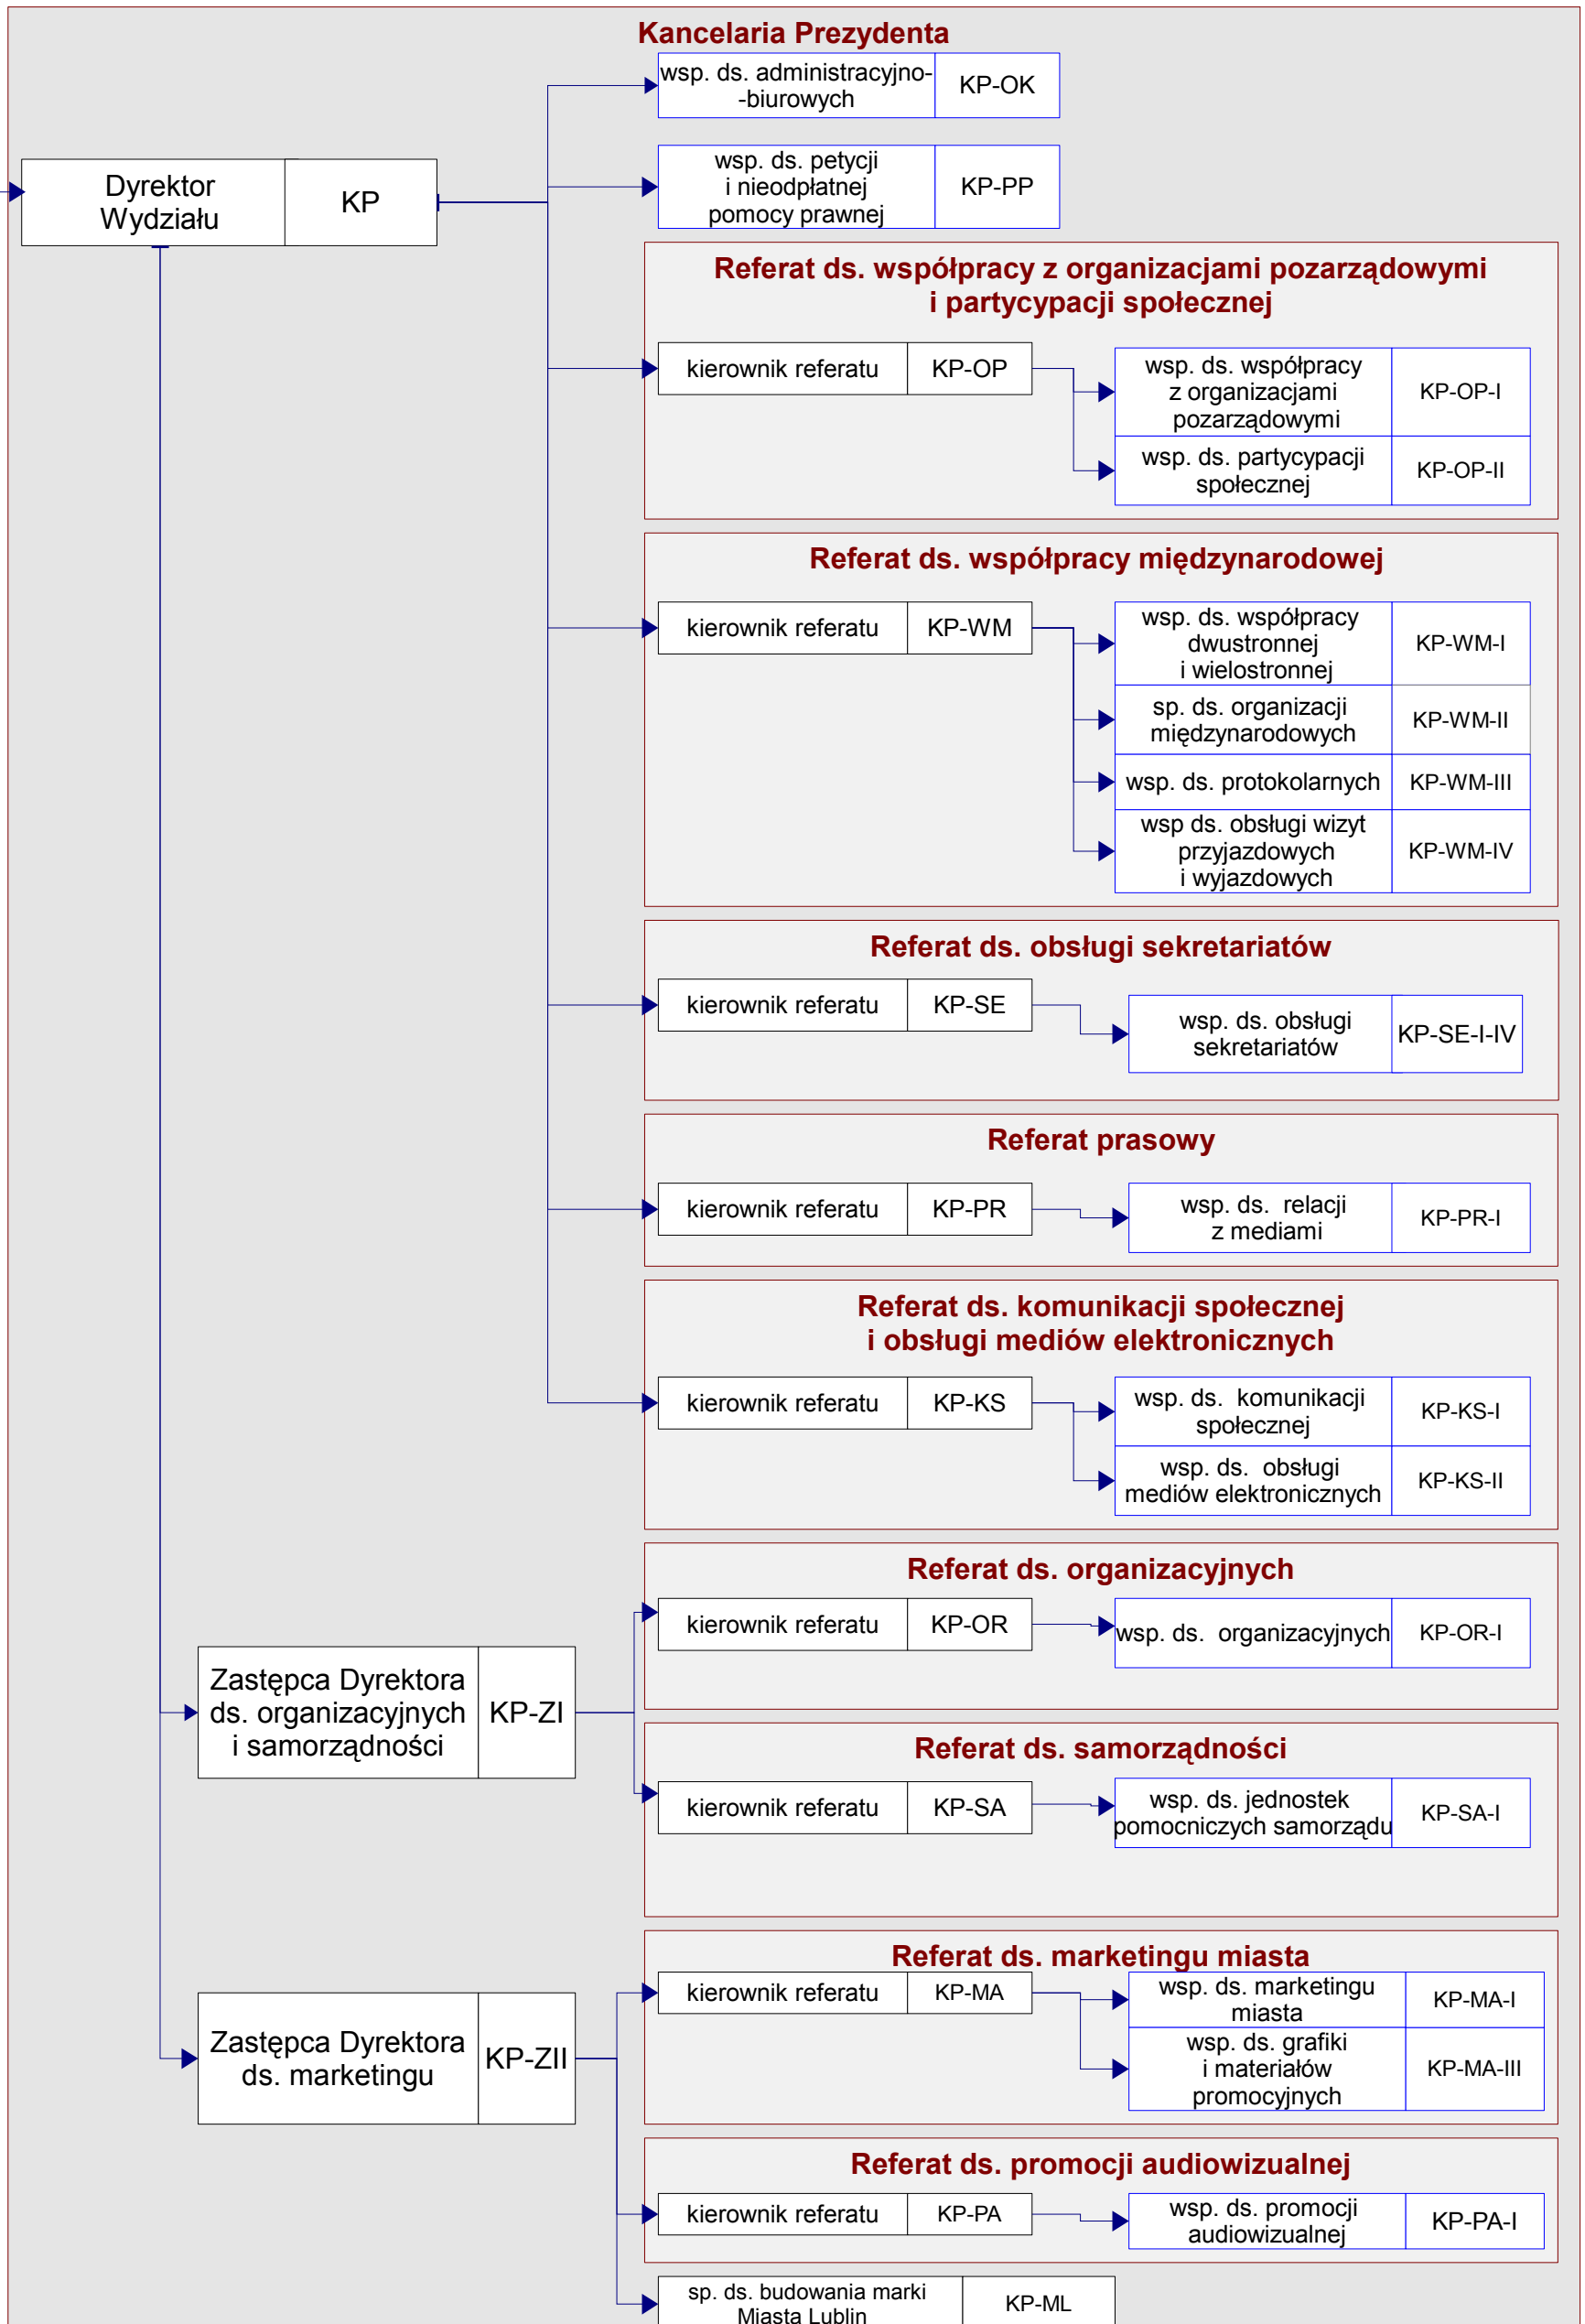 Kancelaria Prezydenta
wsp. ds. administracyjno-
-biurowych
KP-OK
Dyrektor
Wydziału
KP
wsp. ds. petycji
i nieodpłatnej
pomocy prawnej
KP-PP
Referat ds. współpracy z organizacjami pozarządowymi
i partycypacji społecznej
kierownik referatu
KP-OP
wsp. ds. współpracy
z organizacjami
pozarządowymi
KP-OP-I
wsp. ds. partycypacji
społecznej
KP-OP-II
Referat ds. współpracy międzynarodowej
kierownik referatu
KP-WM
wsp. ds. współpracy
dwustronnej
i wielostronnej
KP-WM-I
sp. ds. organizacji
międzynarodowych
KP-WM-II
wsp. ds. protokolarnych
KP-WM-III
wsp ds. obsługi wizyt
przyjazdowych
i wyjazdowych
KP-WM-IV
Referat ds. obsługi sekretariatów
kierownik referatu
KP-SE
wsp. ds. obsługi
sekretariatów
KP-SE-I-IV
Referat prasowy
kierownik referatu
KP-PR
wsp. ds.  relacji
z mediami
KP-PR-I
Referat ds. komunikacji społecznej
i obsługi mediów elektronicznych
kierownik referatu
KP-KS
wsp. ds.  komunikacji
społecznej
KP-KS-I
wsp. ds.  obsługi
mediów elektronicznych
KP-KS-II
Referat ds. organizacyjnych
kierownik referatu
KP-OR
wsp. ds.  organizacyjnych
KP-OR-I
Zastępca Dyrektora
ds. organizacyjnych
i samorządności
KP-ZI
Referat ds. samorządności
kierownik referatu
KP-SA
wsp. ds. jednostek
pomocniczych samorządu
KP-SA-I
Referat ds. marketingu miasta
kierownik referatu
KP-MA
wsp. ds. marketingu
miasta
KP-MA-I
wsp. ds. grafiki
i materiałów
promocyjnych
KP-MA-III
Zastępca Dyrektora
ds. marketingu
KP-ZII
Referat ds. promocji audiowizualnej
kierownik referatu
KP-PA
wsp. ds. promocji
audiowizualnej
KP-PA-I
sp. ds. budowania marki
Miasta Lublin
KP-ML